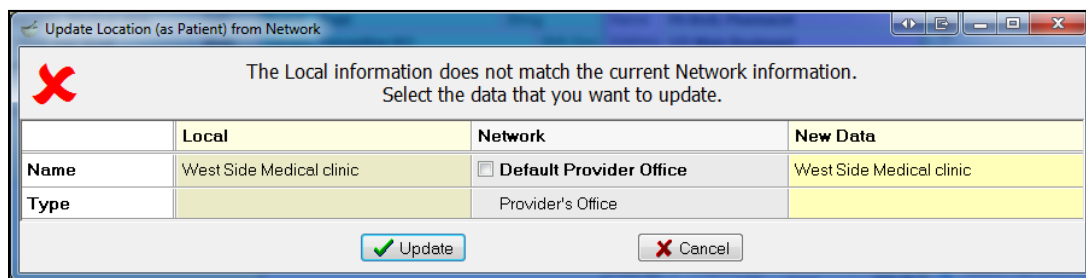 Update Location (as Patient) from Network
The Local information does not match the current Network information.
Select the data that you want to update.
Local Network New Data
Name West Side Medical clinic Default Provider Office West Side Medical clinic
Type Provider's Office
Update Cancel